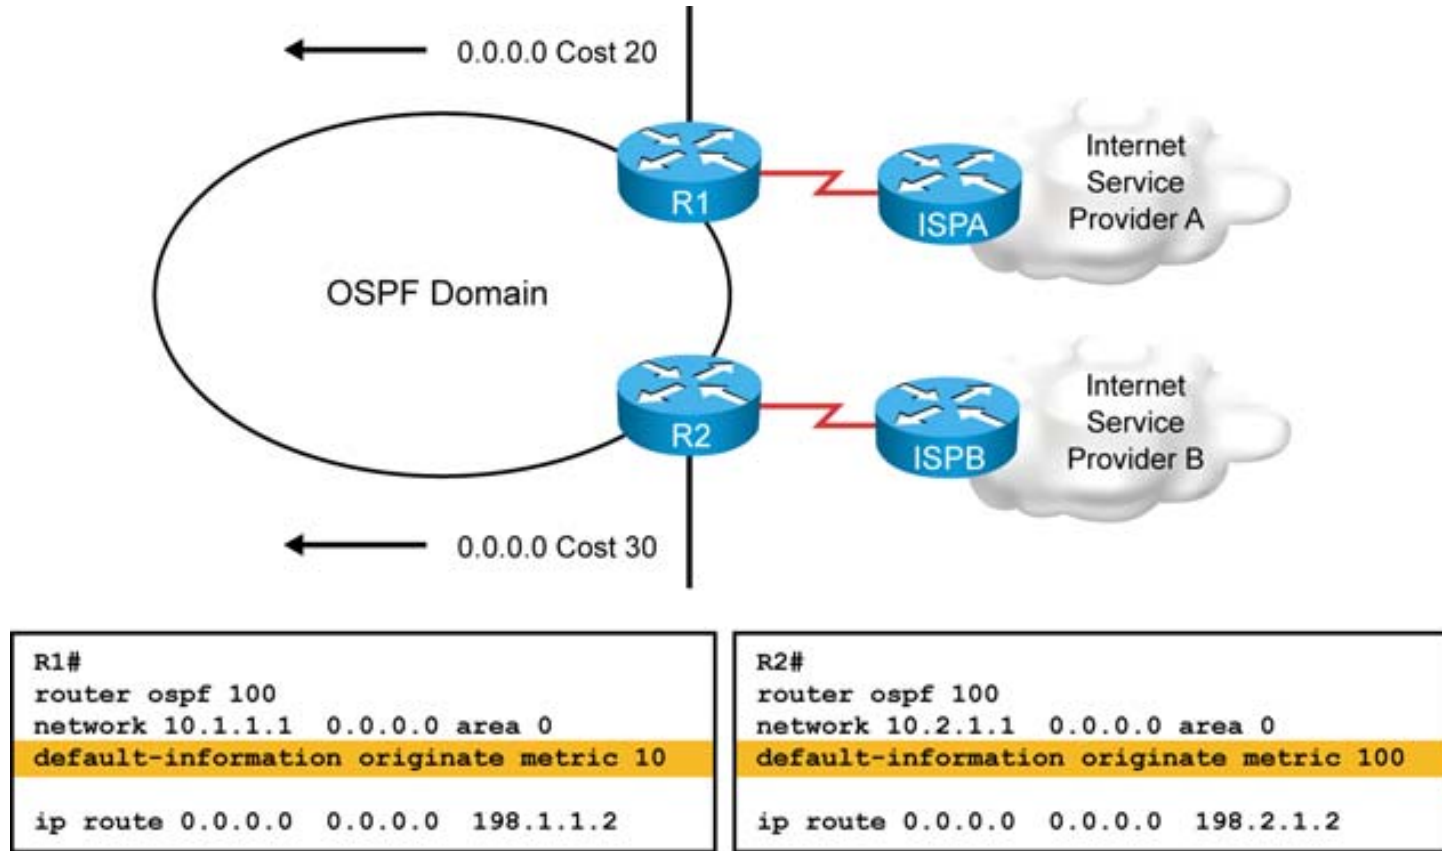 0.0.0.0 Cost 20
R1
ISPA
Internet
Service
Provider A
OSPF Domain
R2
ISPB
Internet
Service
Provider B
0.0.0.0 Cost 30
R1#
router ospf 100
network 10.1.1.1 0.0.0.0 area 0
default-information originate metric 10
ip route 0.0.0.0 0.0.0.0 198.1.1.2
R2#
router ospf 100
network 10.2.1.1 0.0.0.0 area 0
default-information originate metric 100
ip route 0.0.0.0 0.0.0.0 198.2.1.2